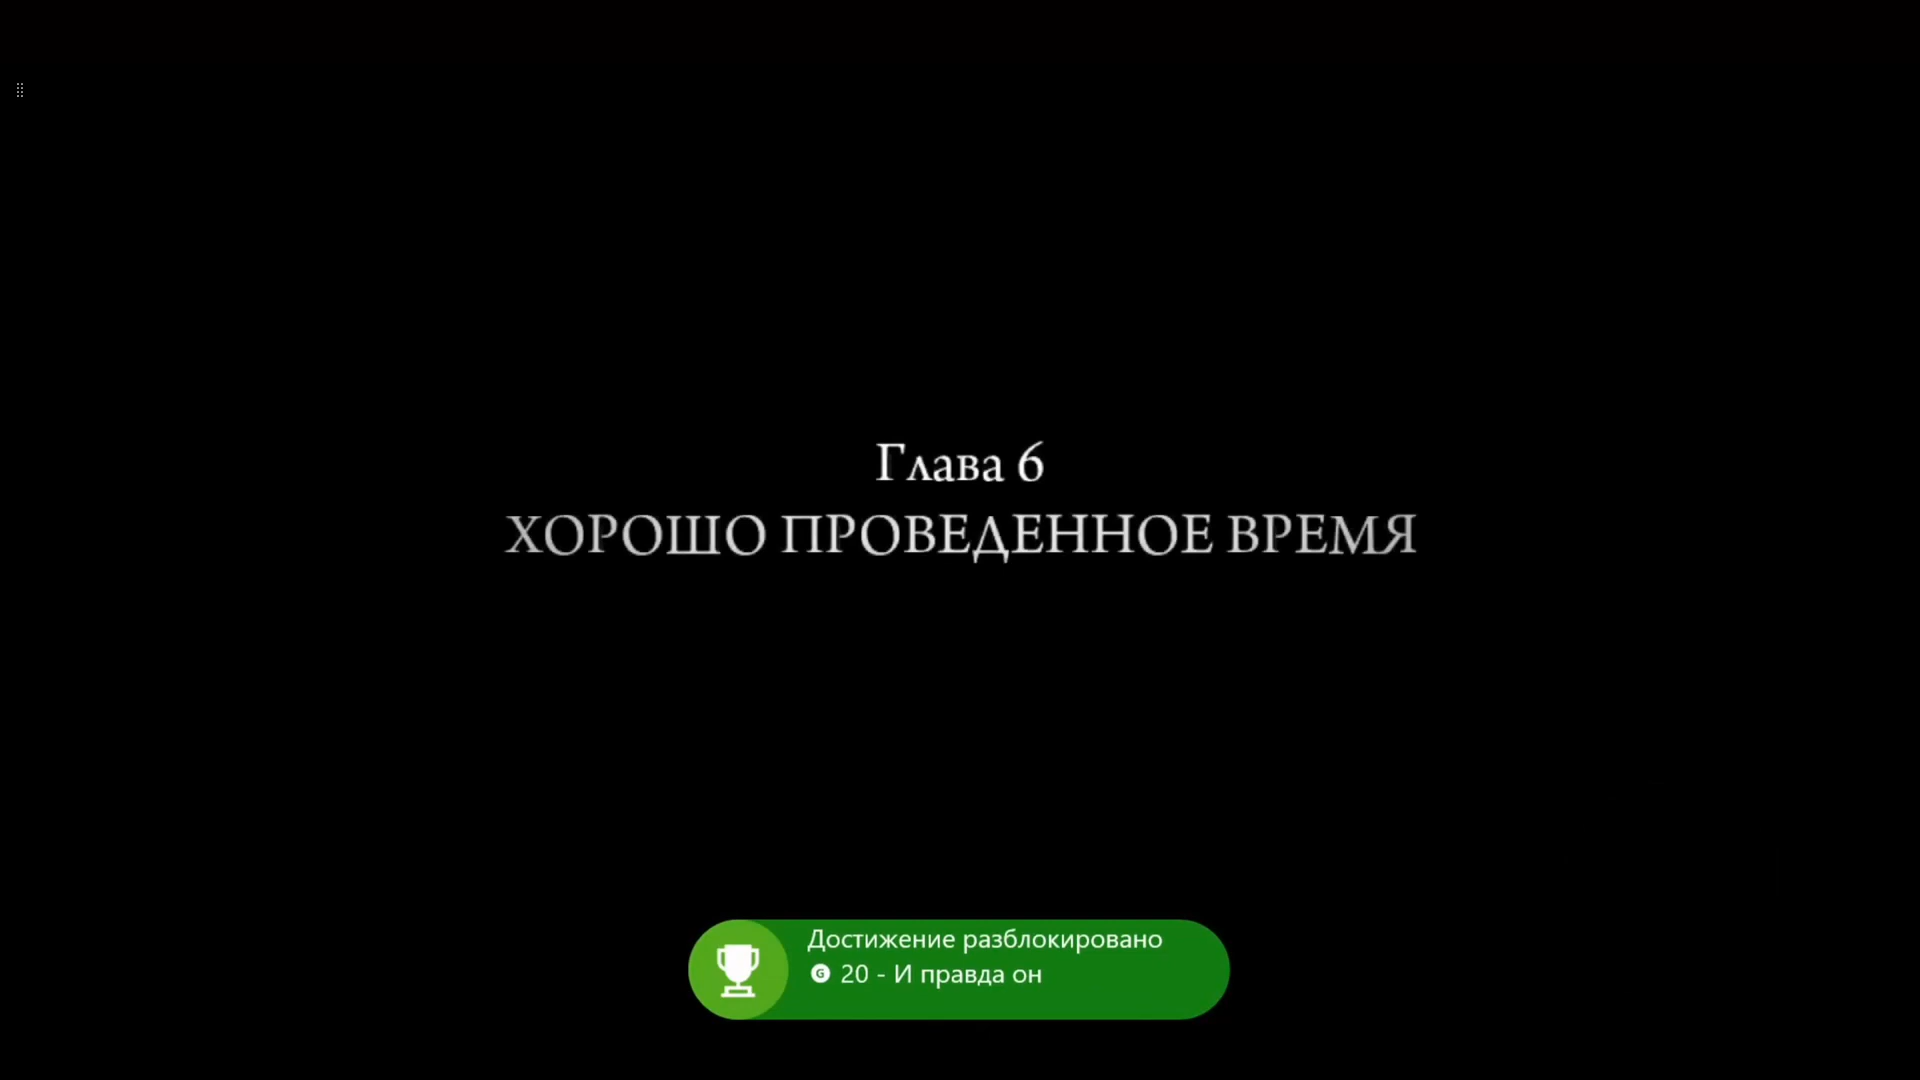 Глава 6
ХОРОШО ПРОВЕДЕННОЕ ВРЕМЯ
Достижение разблокировано
G 20 - И правда он